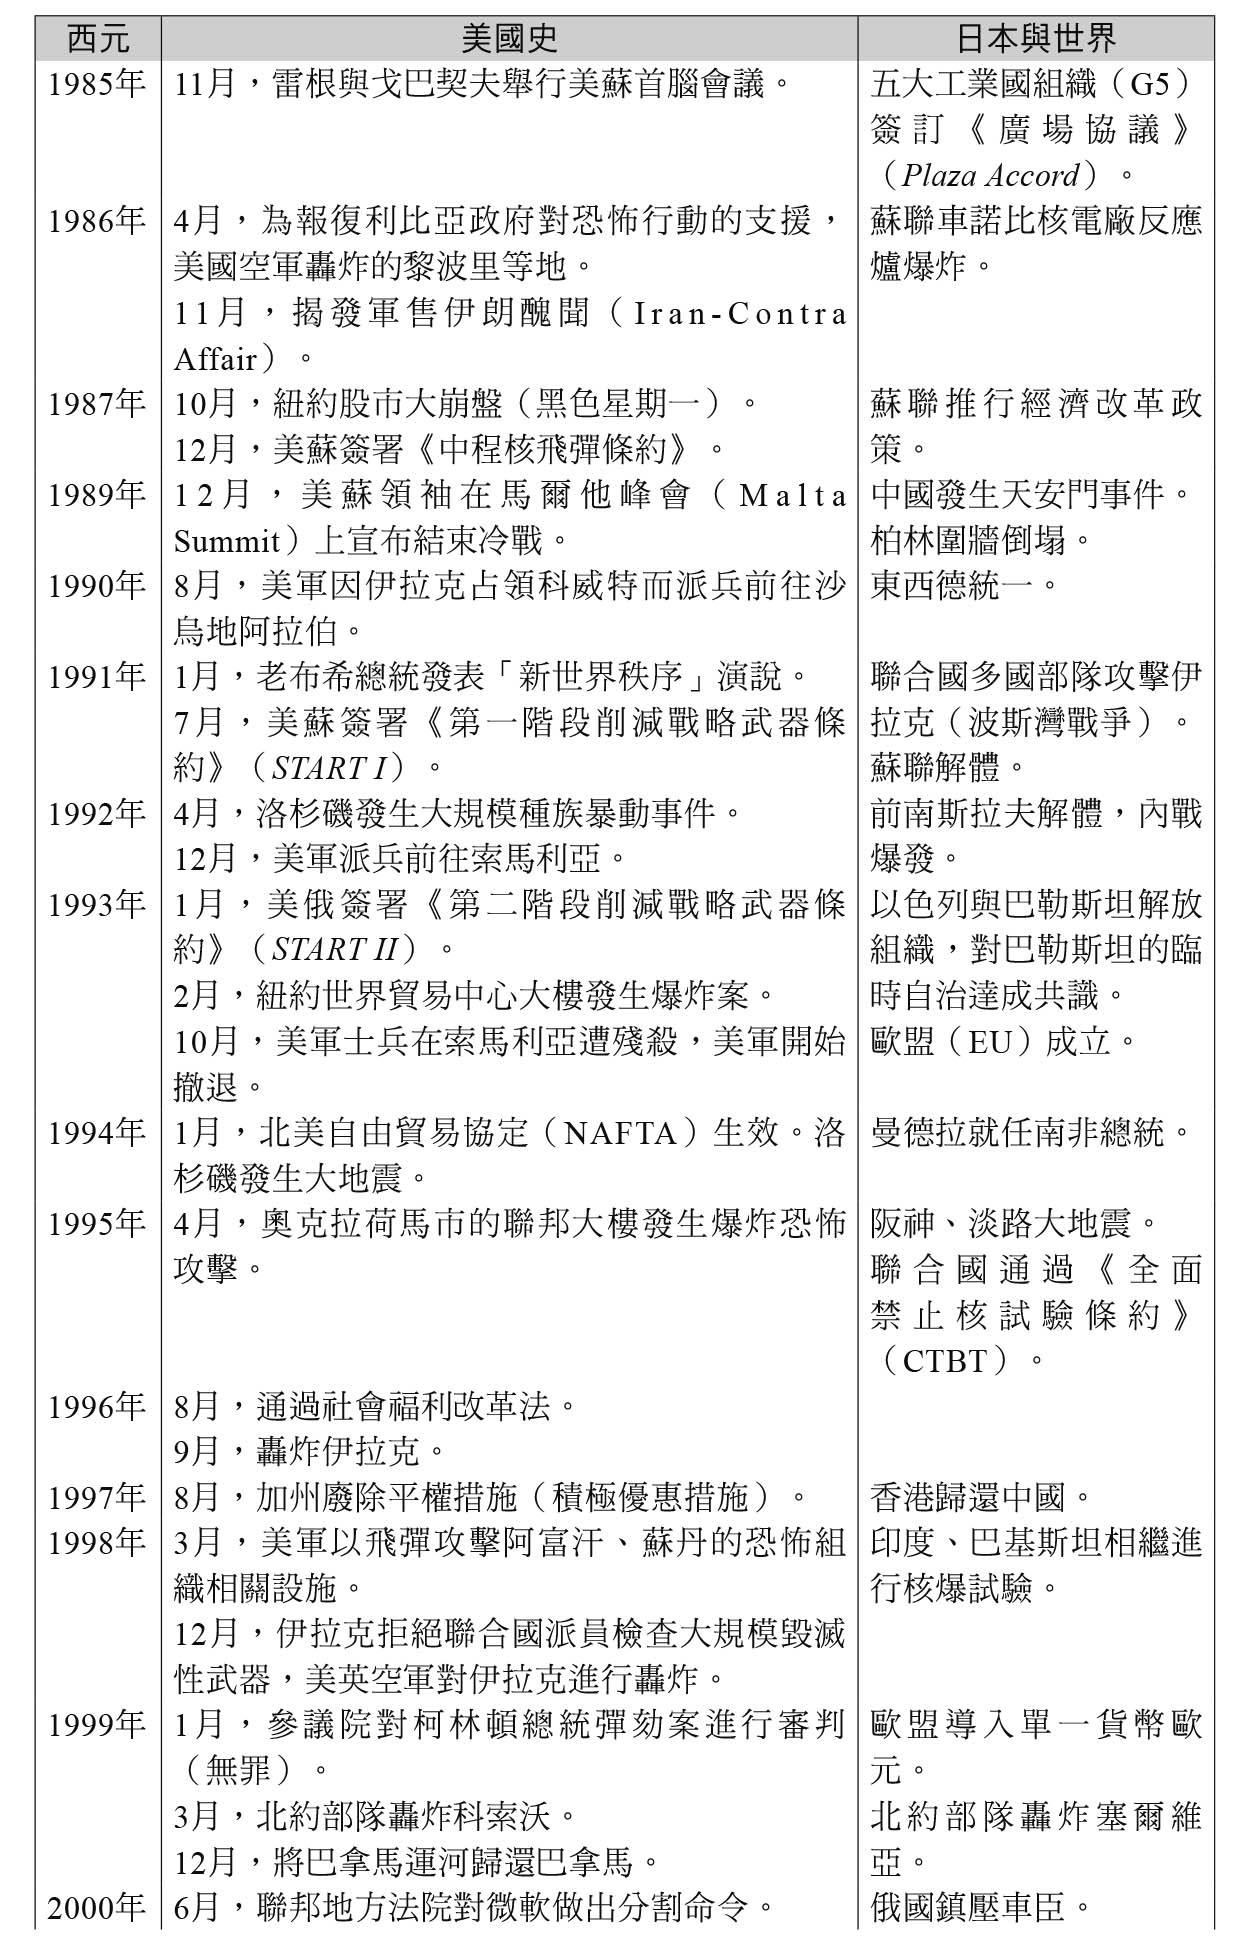 西元 美國史 日本與世界
1985年 11月，雷根與戈巴契夫舉行美蘇首腦會議。 五大工業國組織（G5）
簽訂《廣場協議》
（Plaza Accord）。
1986年 4月，為報復利比亞政府對恐怖行動的支援， 蘇聯車諾比核電廠反應
美國空軍轟炸的黎波里等地。 爐爆炸。
11月，揭發軍售伊朗醜聞（Iran-Contra
Affair）。
1987年 10月，紐約股市大崩盤（黑色星期一）。 蘇聯推行經濟改革政
12月，美蘇簽署《中程核飛彈條約》。 策。
1989年 12月，美蘇領袖在馬爾他峰會（Malta 中國發生天安門事件。
Summit）上宣布結束冷戰。 柏林圍牆倒塌。
1990年 8月，美軍因伊拉克占領科威特而派兵前往沙 東西德統一。
烏地阿拉伯。
1991年 1月，老布希總統發表「新世界秩序」演說。 聯合國多國部隊攻擊伊
7月，美蘇簽署《第一階段削減戰略武器條 拉克（波斯灣戰爭）。
約》（START I）。 蘇聯解體。
1992年 4月，洛杉磯發生大規模種族暴動事件。 前南斯拉夫解體，內戰
12月，美軍派兵前往索馬利亞。 爆發。
1993年 1月，美俄簽署《第二階段削減戰略武器條 以色列與巴勒斯坦解放
約》（START II）。 組織，對巴勒斯坦的臨
2月，紐約世界貿易中心大樓發生爆炸案。 時自治達成共識。
10月，美軍士兵在索馬利亞遭殘殺，美軍開始 歐盟（EU）成立。
撤退。
1994年 1月，北美自由貿易協定（NAFTA）生效。洛 曼德拉就任南非總統。
杉磯發生大地震。
1995年 4月，奧克拉荷馬市的聯邦大樓發生爆炸恐怖 阪神、淡路大地震。
攻擊。 聯合國通過《全面
禁止核試驗條約》
（CTBT）。
1996年 8月，通過社會福利改革法。
9月，轟炸伊拉克。
1997年 8月，加州廢除平權措施（積極優惠措施）。 香港歸還中國。
1998年 3月，美軍以飛彈攻擊阿富汗、蘇丹的恐怖組 印度、巴基斯坦相繼進
織相關設施。 行核爆試驗。
12月，伊拉克拒絕聯合國派員檢查大規模毀滅
性武器，美英空軍對伊拉克進行轟炸。
1999年 1月，參議院對柯林頓總統彈劾案進行審判 歐盟導入單一貨幣歐
（無罪）。 元。
3月，北約部隊轟炸科索沃。 北約部隊轟炸塞爾維
12月，將巴拿馬運河歸還巴拿馬。 亞。
2000年 6月，聯邦地方法院對微軟做出分割命令。 俄國鎮壓車臣。